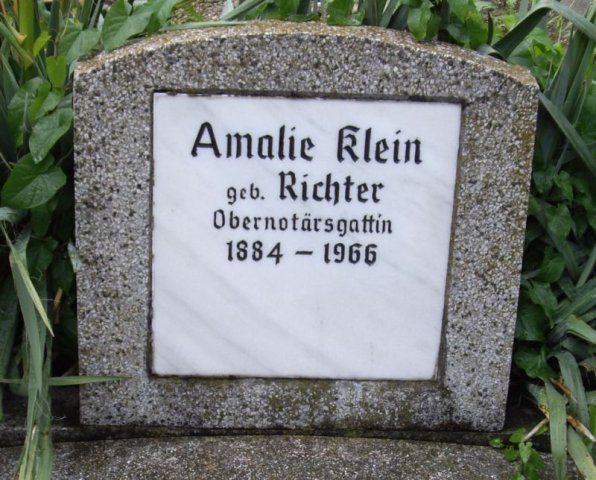 Amalie Klein
geb. Richter
Obernotärsgattin
1884 - 1966